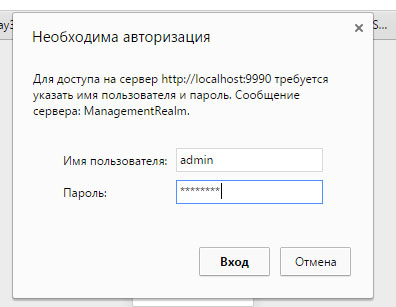 S...
Необходима авторизация
Для доступа на сервер http://localhost:9990 требуется
указать имя пользователя и пароль. Сообщение
сервера: ManagementRealm.
Имя пользователя: admin
Пароль: ********
Вход Отмена